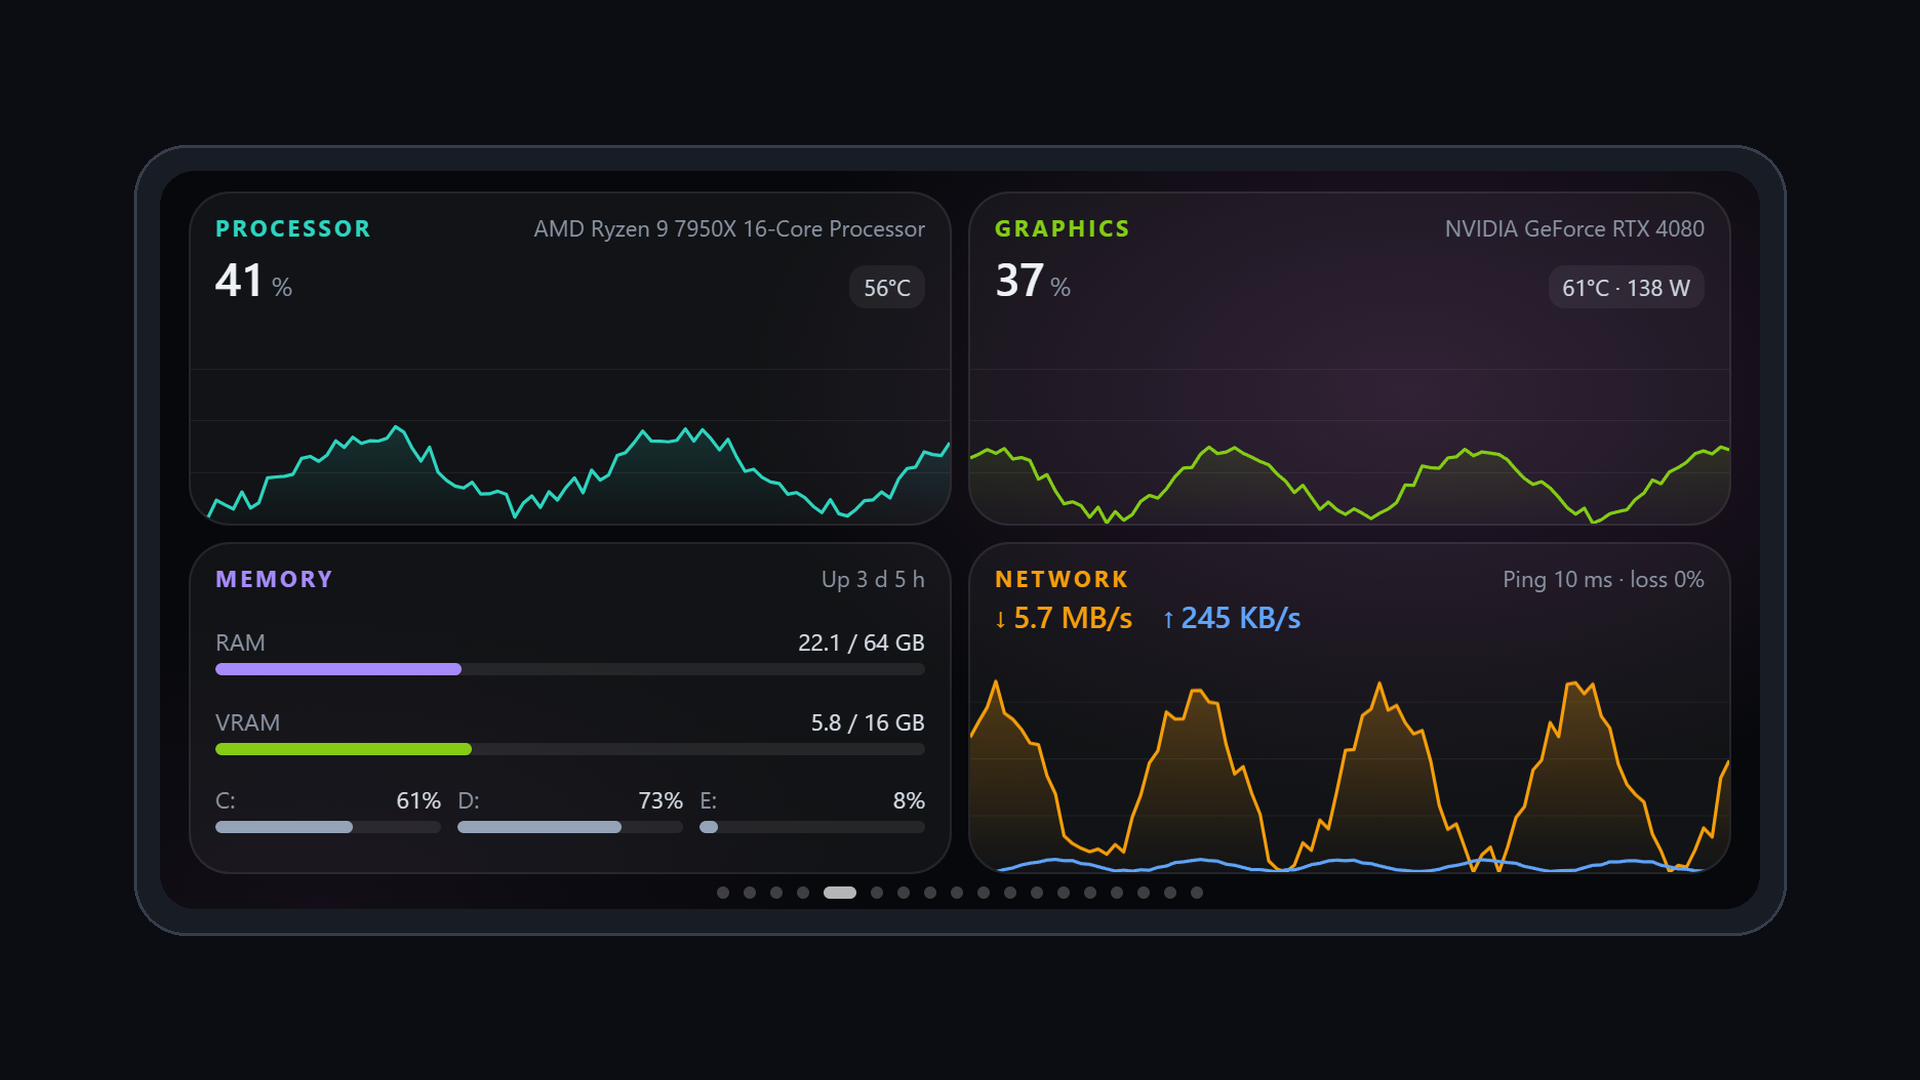 PROCESSOR AMD Ryzen 9 7950X 16-Core Processor
41 % 56°C
GRAPHICS NVIDIA GeForce RTX 4080
37 % 61°C · 138 W
MEMORY Up 3 d 5 h
RAM 22.1 / 64 GB
VRAM 5.8 / 16 GB
C: 61% D: 73% E: 8%
NETWORK Ping 10 ms · loss 0%
↓ 5.7 MB/s ↑ 245 KB/s